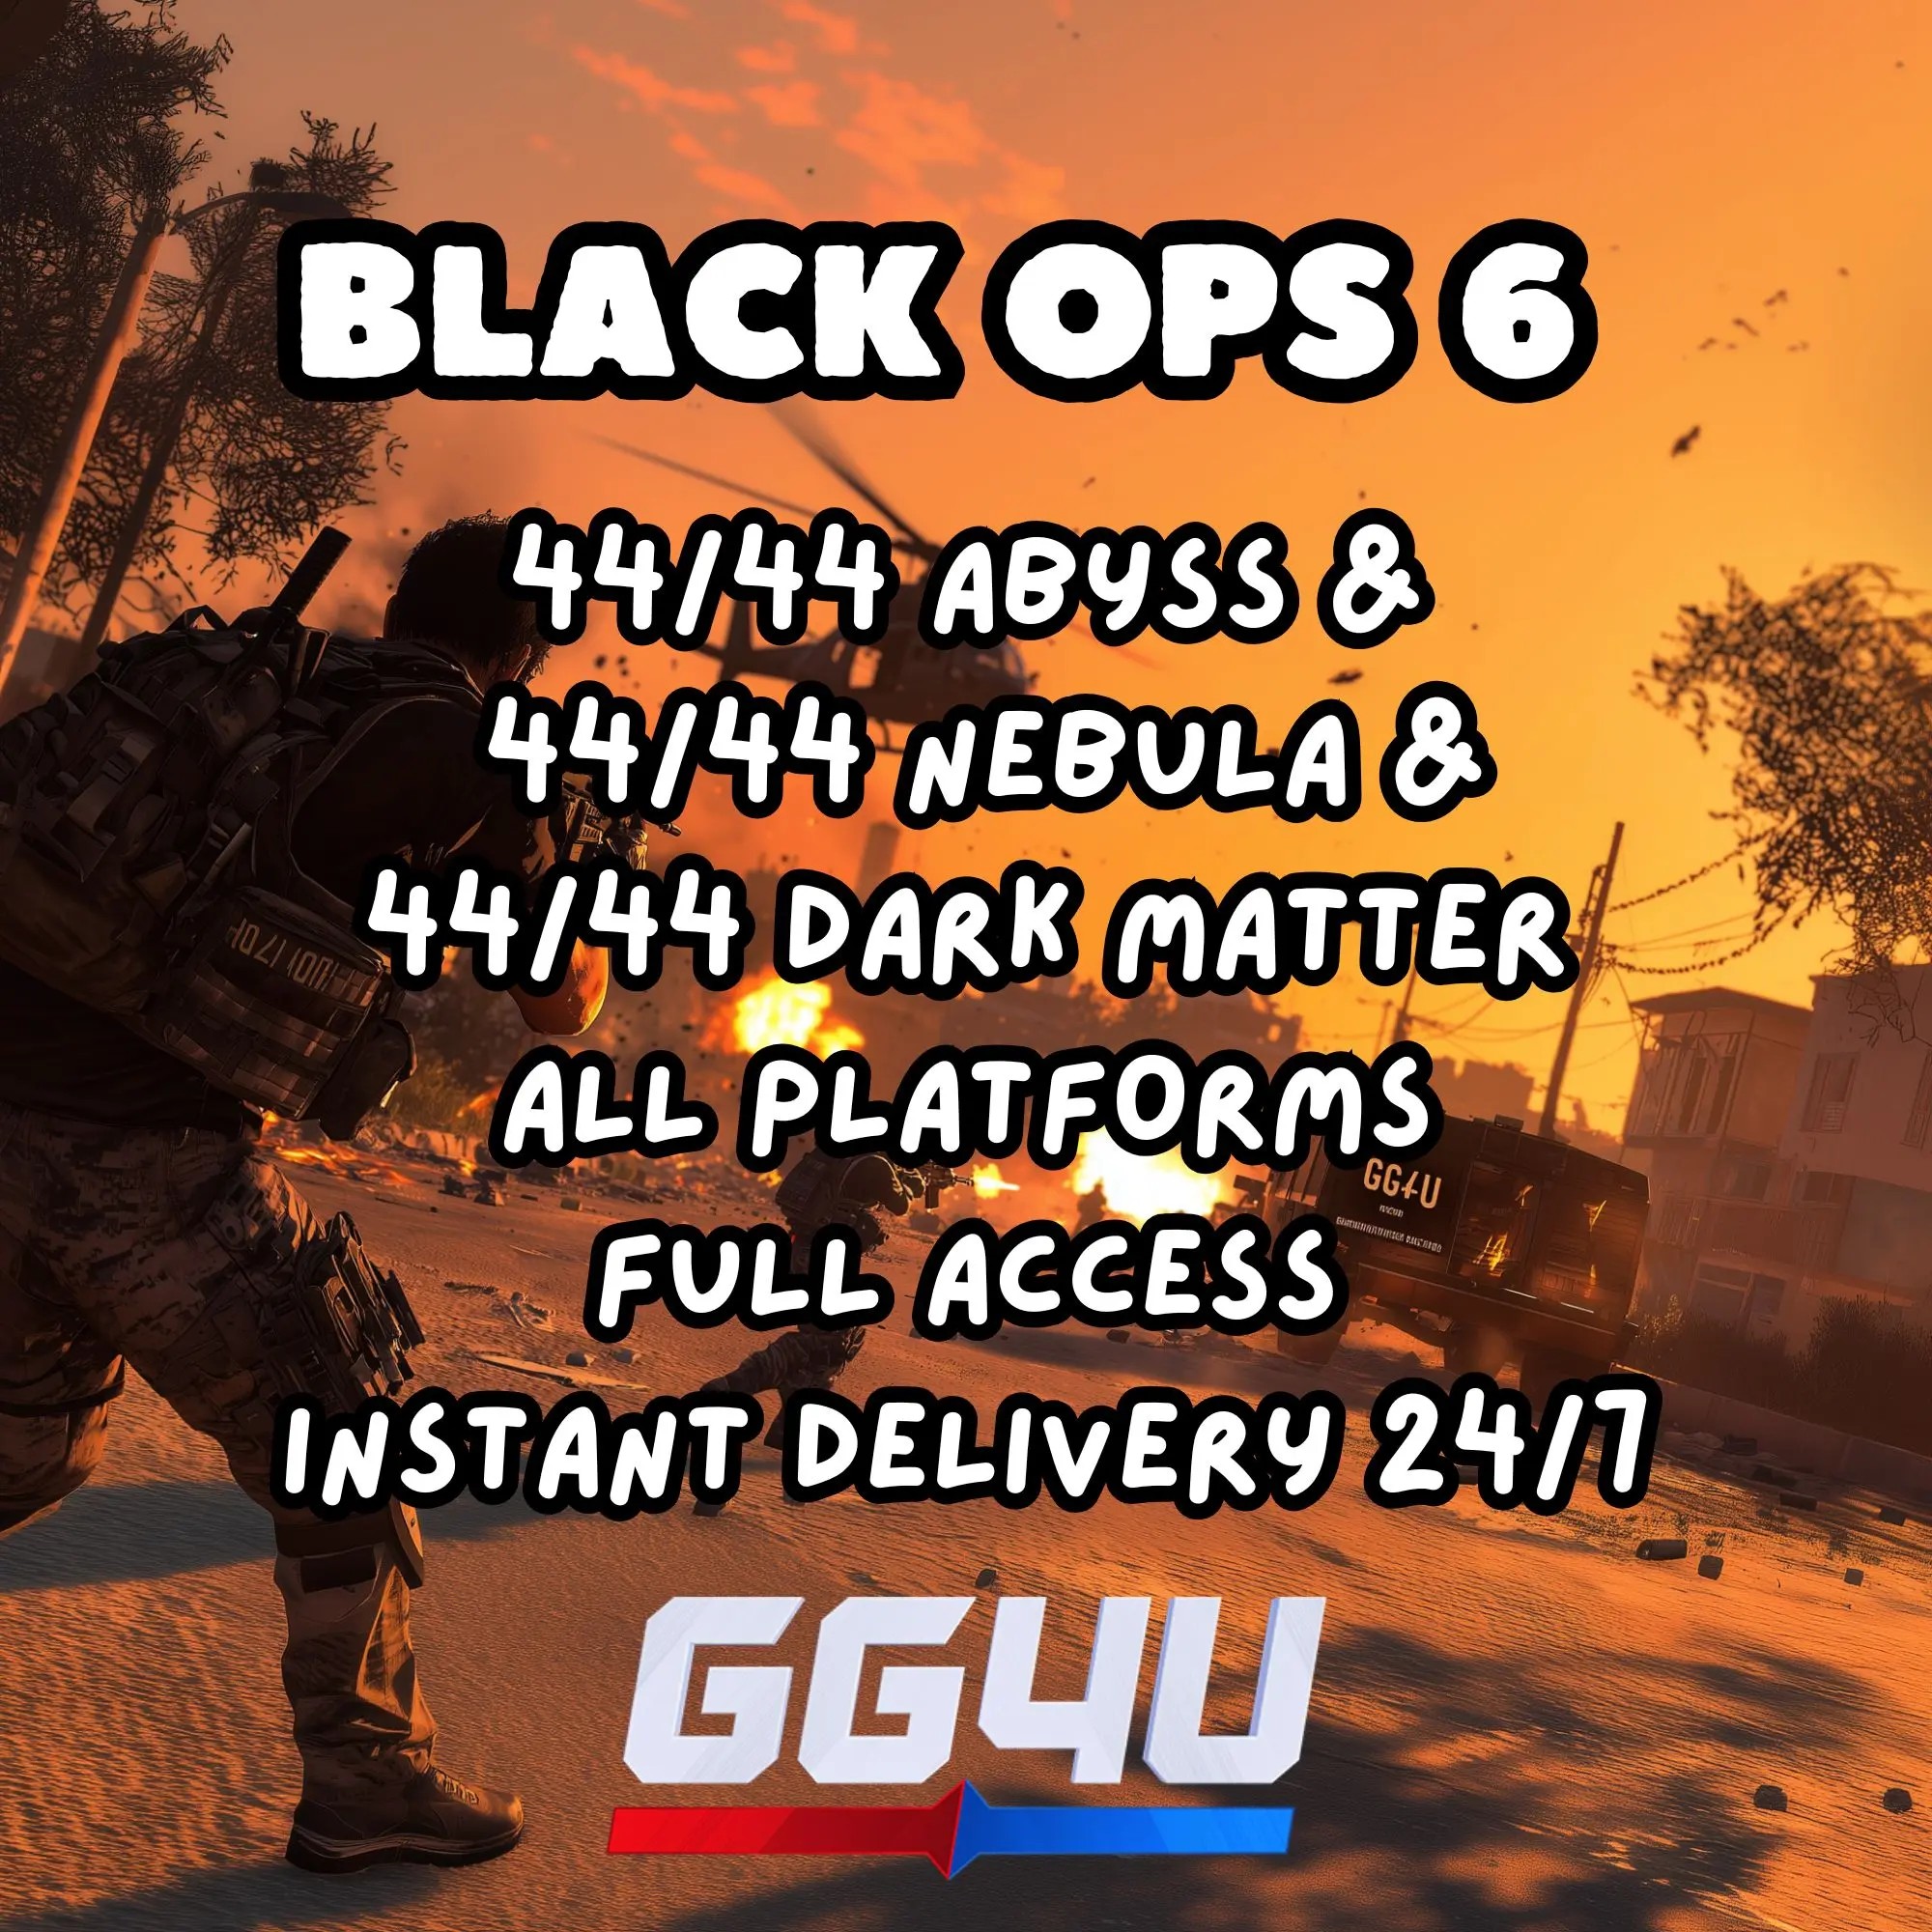 BLACK OPS 6
44/44 ABYSS &
44/44 NEBULA &
44/44 DARK MATTER
ALL PLATFORMS
GG4U
FULL ACCESS
INSTANT DELIVERY 24/7
GG4U